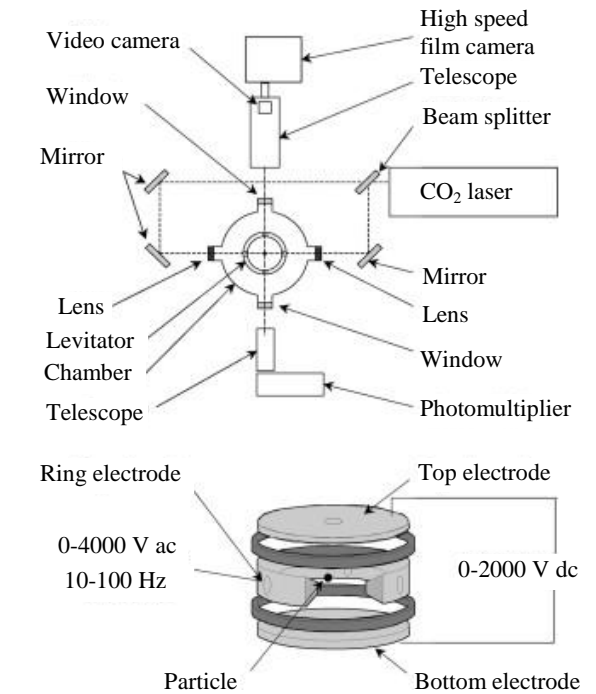 High speed
film camera
Video camera
Telescope
Window
Beam splitter
Mirror
CO₂ laser
Mirror
Lens
Lens
Levitator
Window
Chamber
Telescope
Photomultiplier
Ring electrode
Top electrode
0-4000 V ac
10-100 Hz
0-2000 V dc
Particle
Bottom electrode